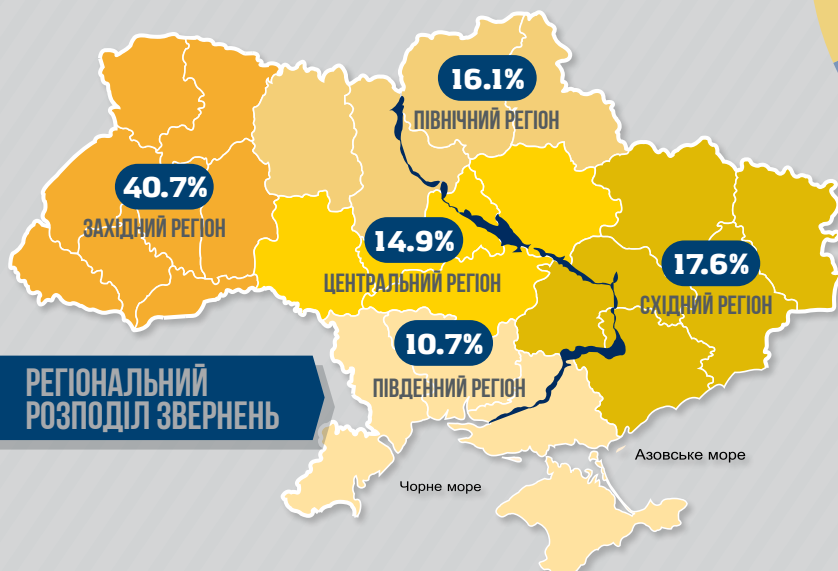 16.1%
ПІВНІЧНИЙ РЕГІОН
40.7%
ЗАХІДНИЙ РЕГІОН
14.9%
ЦЕНТРАЛЬНИЙ РЕГІОН
17.6%
СХІДНИЙ РЕГІОН
10.7%
ПІВДЕННИЙ РЕГІОН
РЕГІОНАЛЬНИЙ
РОЗПОДІЛ ЗВЕРНЕНЬ
Азовське море
Чорне море